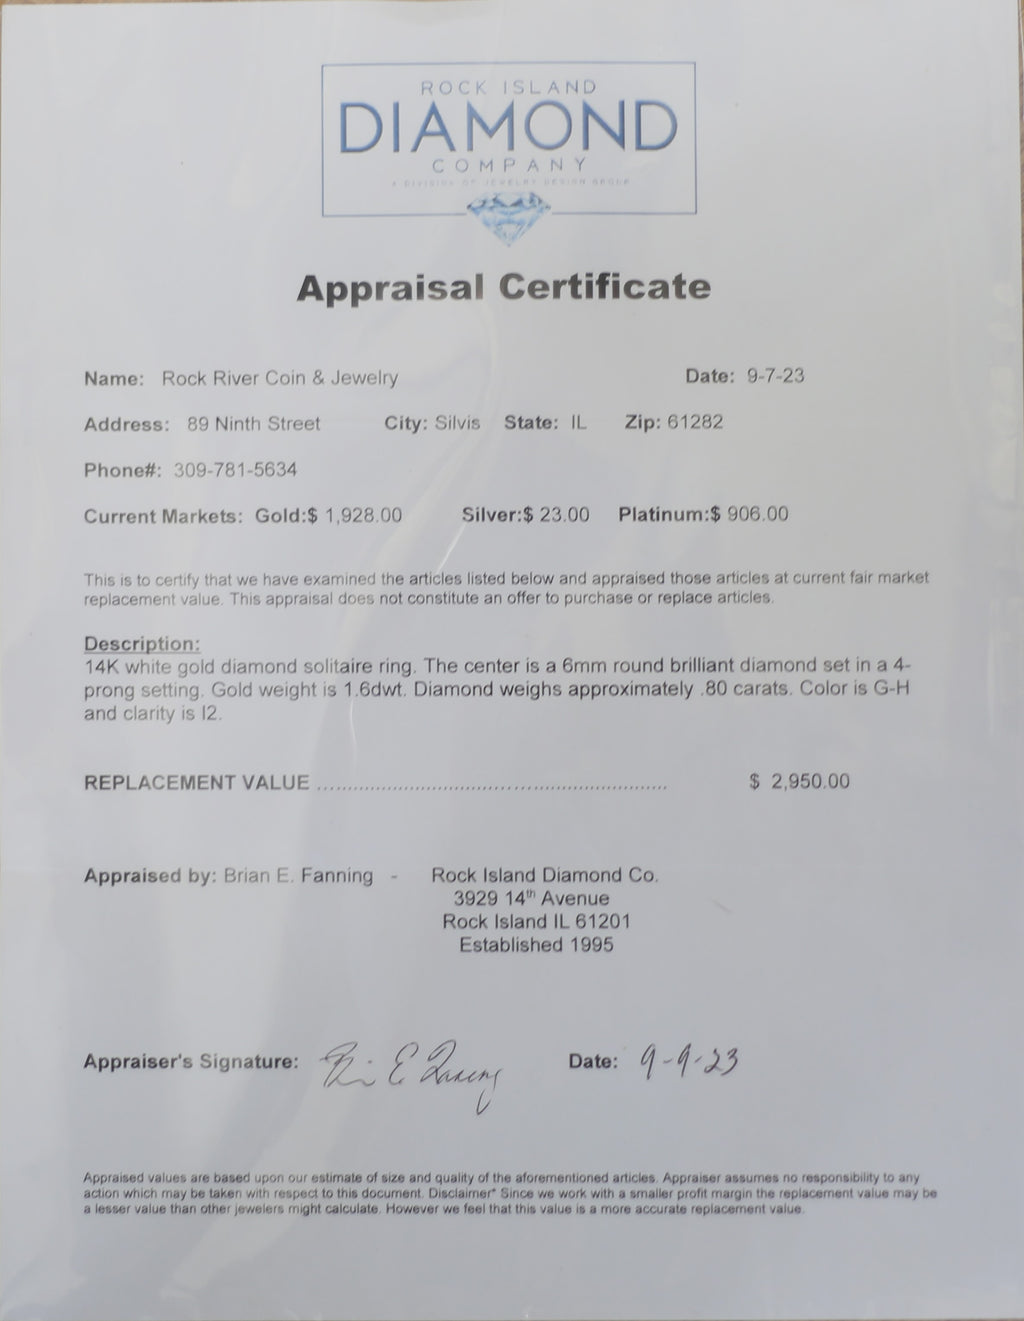 ROCK ISLAND
DIAMOND
COMPANY
A DIVISION OF JEWELRY DESIGN GROUP
Appraisal Certificate
Name: Rock River Coin & Jewelry Date: 9-7-23
Address: 89 Ninth Street City: Silvis State: IL Zip: 61282
Phone#: 309-781-5634
Current Markets: Gold:$ 1,928.00 Silver:$ 23.00 Platinum:$ 906.00
This is to certify that we have examined the articles listed below and appraised those articles at current fair market
replacement value. This appraisal does not constitute an offer to purchase or replace articles.
Description:
14K white gold diamond solitaire ring. The center is a 6mm round brilliant diamond set in a 4-
prong setting. Gold weight is 1.6dwt. Diamond weighs approximately .80 carats. Color is G-H
and clarity is I2.
REPLACEMENT VALUE ................................................................ $ 2,950.00
Appraised by: Brian E. Fanning - Rock Island Diamond Co.
3929 14th Avenue
Rock Island IL 61201
Established 1995
Appraiser's Signature: Date: 9-9-23
Appraised values are based upon our estimate of size and quality of the aforementioned articles. Appraiser assumes no responsibility to any
action which may be taken with respect to this document. Disclaimer* Since we work with a smaller profit margin the replacement value may be
a lesser value than other jewelers might calculate. However we feel that this value is a more accurate replacement value.